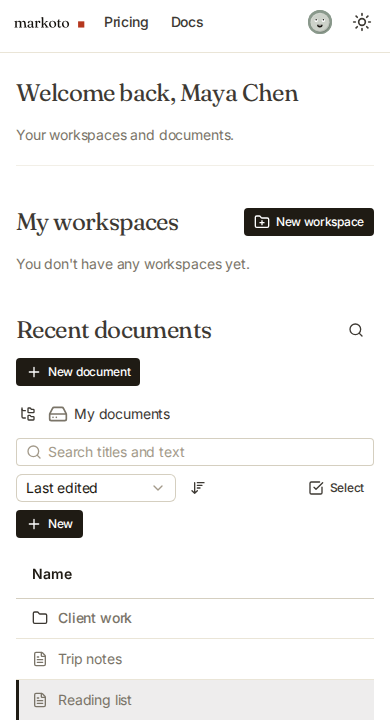 markoto Pricing Docs
Welcome back, Maya Chen
Your workspaces and documents.
My workspaces New workspace
You don't have any workspaces yet.
Recent documents
New document
My documents
Search titles and text
Last edited Select
New
Name
Client work
Trip notes
Reading list